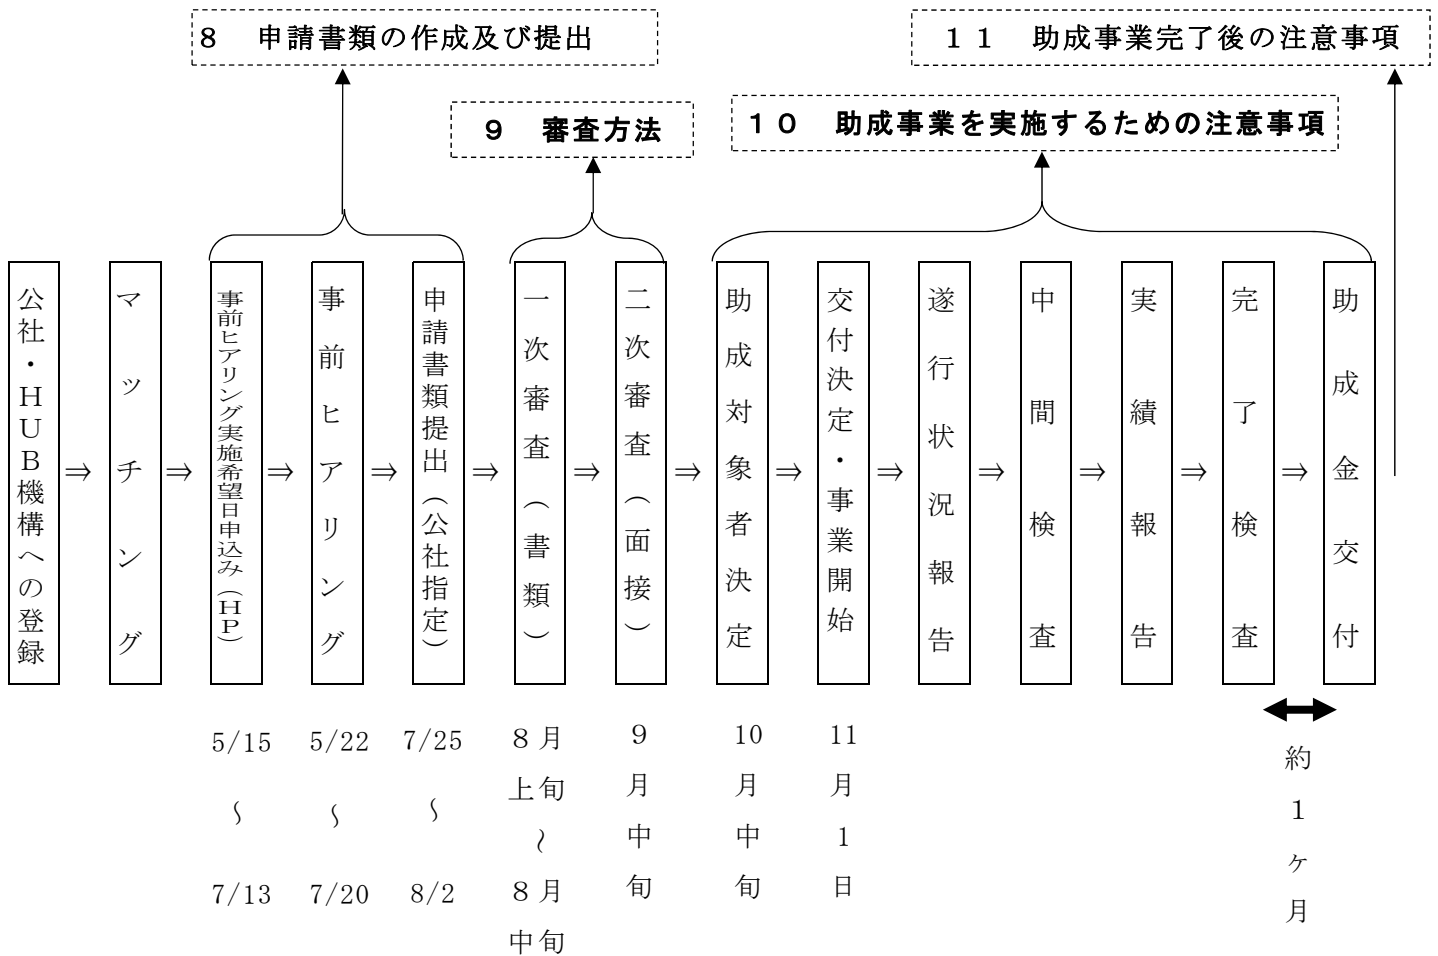 ８　申請書類の作成及び提出
１１　助成事業完了後の注意事項
９　審査方法
１０　助成事業を実施するための注意事項
公社・ＨＵＢ機構への登録
⇒
マッチング
⇒
事前ヒアリング実施希望日申込み（ＨＰ）
⇒
事前ヒアリング
⇒
申請書類提出（公社指定）
⇒
一次審査（書類）
⇒
二次審査（面接）
⇒
助成対象者決定
⇒
交付決定・事業開始
⇒
遂行状況報告
⇒
中間検査
⇒
実績報告
⇒
完了検査
⇒
助成金交付
5/15～7/13
5/22～7/20
7/25～8/2
８月
上旬
～
８月
中旬
９月中旬
10月中旬
11月１日
約１ヶ月